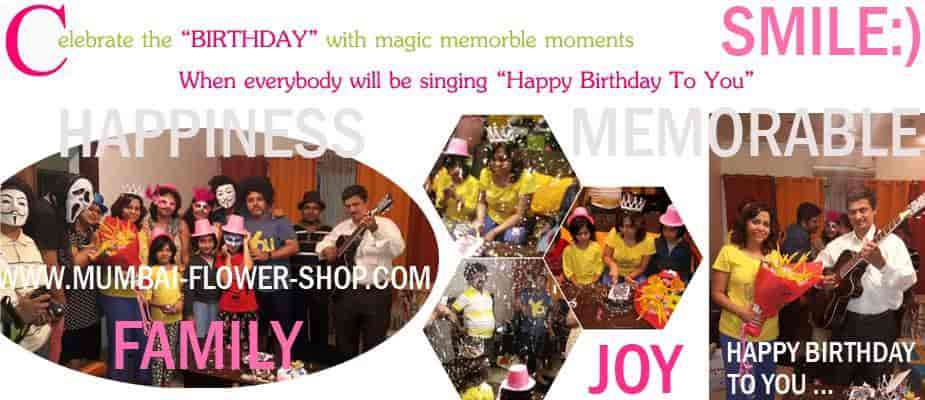 Celebrate the “BIRTHDAY” with magic memorble moments
SMILE:)
When everybody will be singing “Happy Birthday To You”
HAPPINESS
MEMORABLE
WWW.MUMBAI-FLOWER-SHOP.COM
FAMILY
JOY
HAPPY BIRTHDAY
TO YOU ...